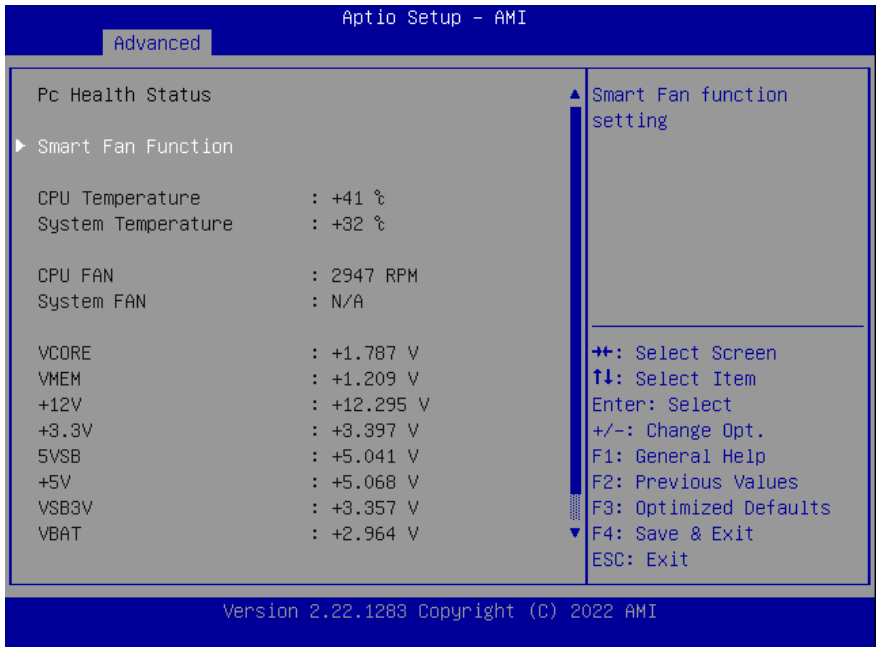 Aptio Setup – AMI
Advanced
Pc Health Status
Smart Fan Function
CPU Temperature : +41 ℃
System Temperature : +32 ℃
CPU FAN : 2947 RPM
System FAN : N/A
VCORE : +1.787 V
VMEM : +1.209 V
+12V : +12.295 V
+3.3V : +3.397 V
5VSB : +5.041 V
+5V : +5.068 V
VSB3V : +3.357 V
VBAT : +2.964 V
Smart Fan function
setting
→←: Select Screen
↑↓: Select Item
Enter: Select
+/-: Change Opt.
F1: General Help
F2: Previous Values
F3: Optimized Defaults
F4: Save & Exit
ESC: Exit
Version 2.22.1283 Copyright (C) 2022 AMI